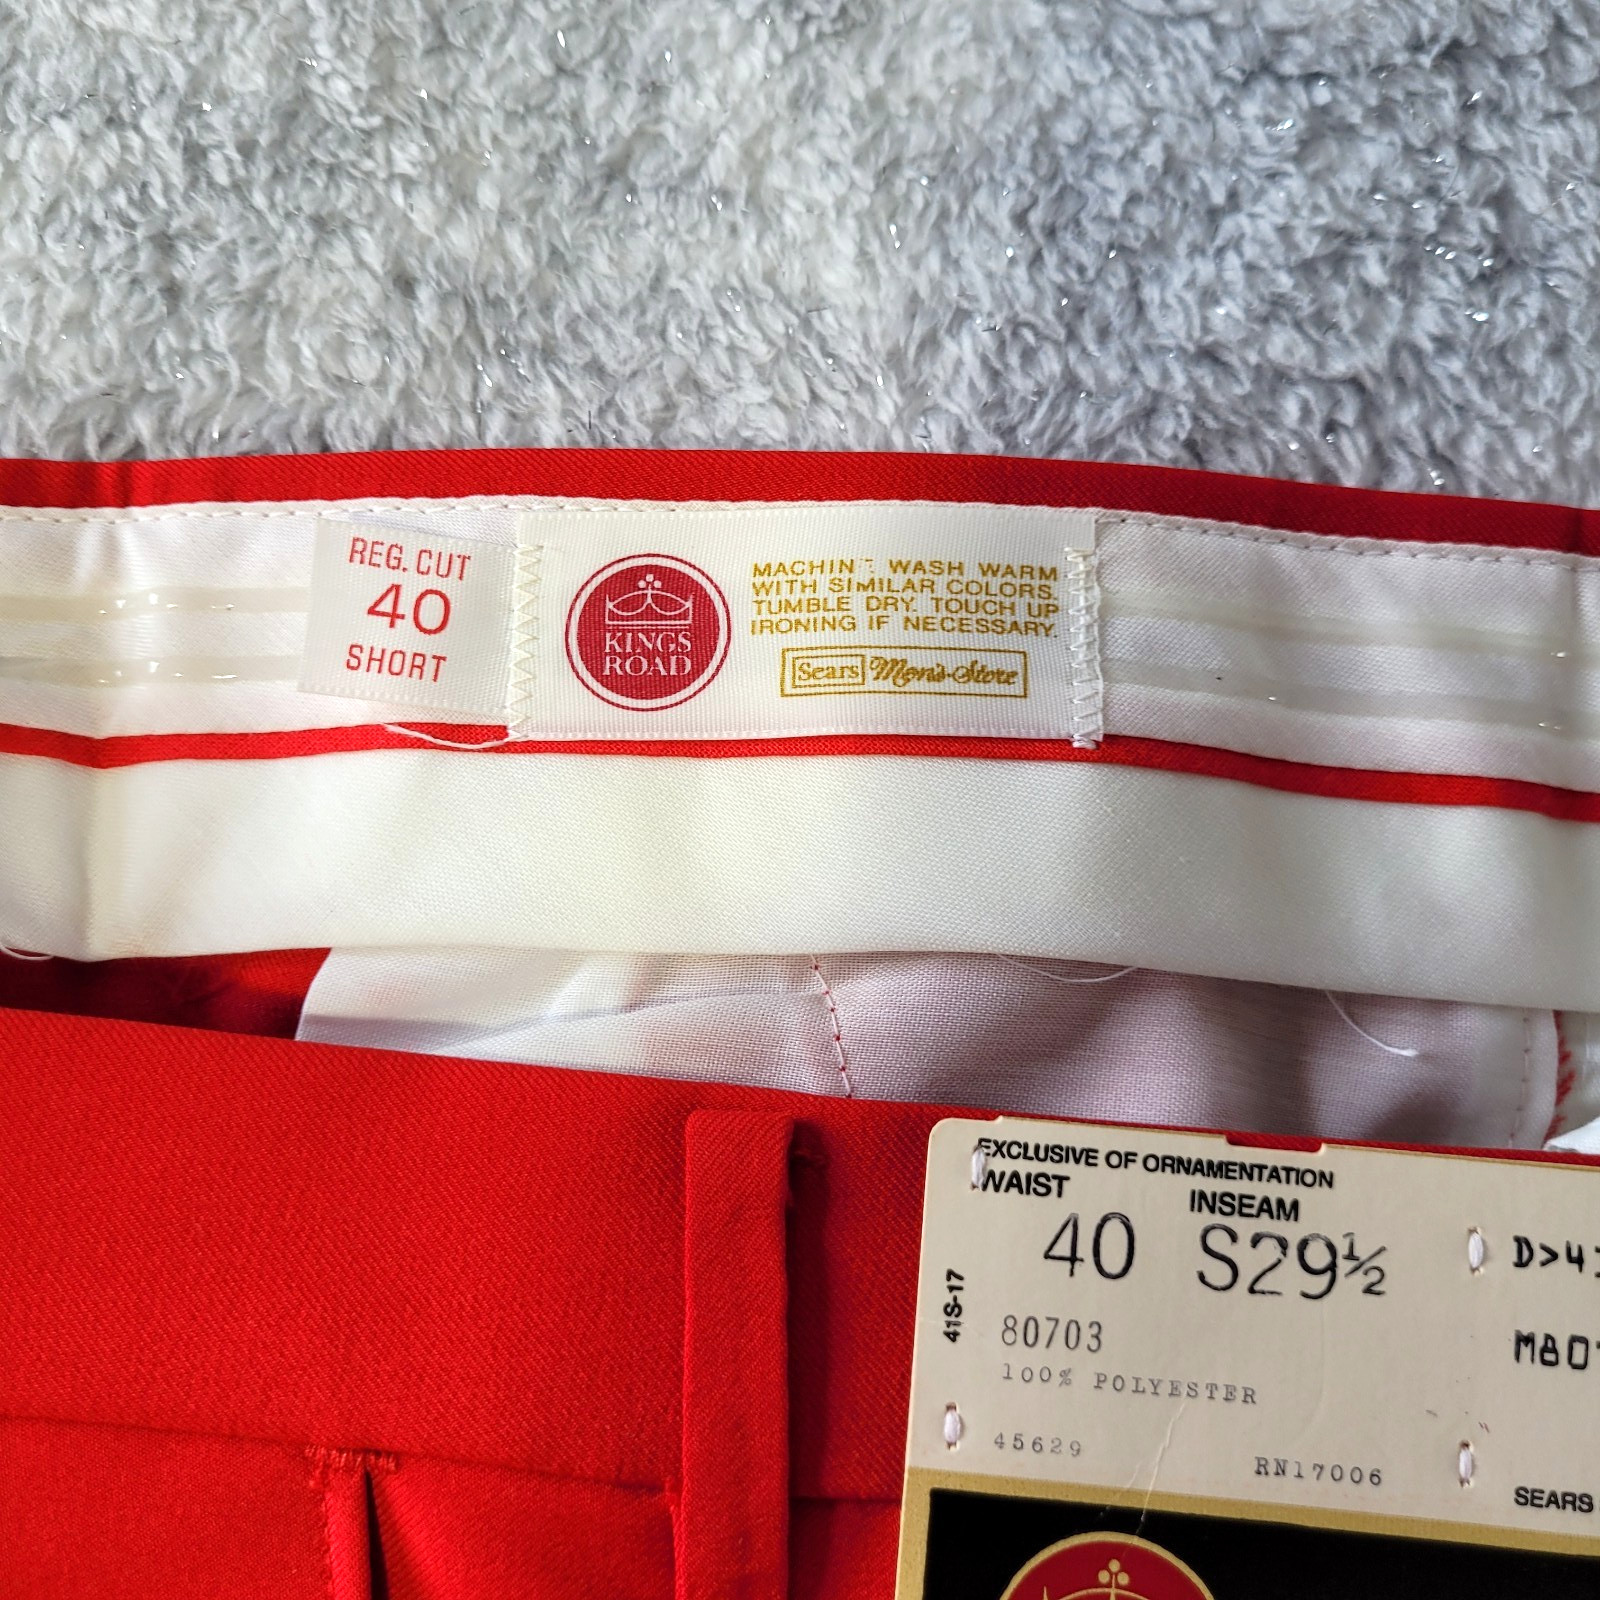 REG. CUT
40
SHORT
KINGS
ROAD
MACHINE WASH WARM
WITH SIMILAR COLORS.
TUMBLE DRY. TOUCH UP
IRONING IF NECESSARY.
Sears Men's Store
EXCLUSIVE OF ORNAMENTATION
WAIST INSEAM
40 S29½
41S-17
80703
100% POLYESTER
45629 RN17006
SEARS